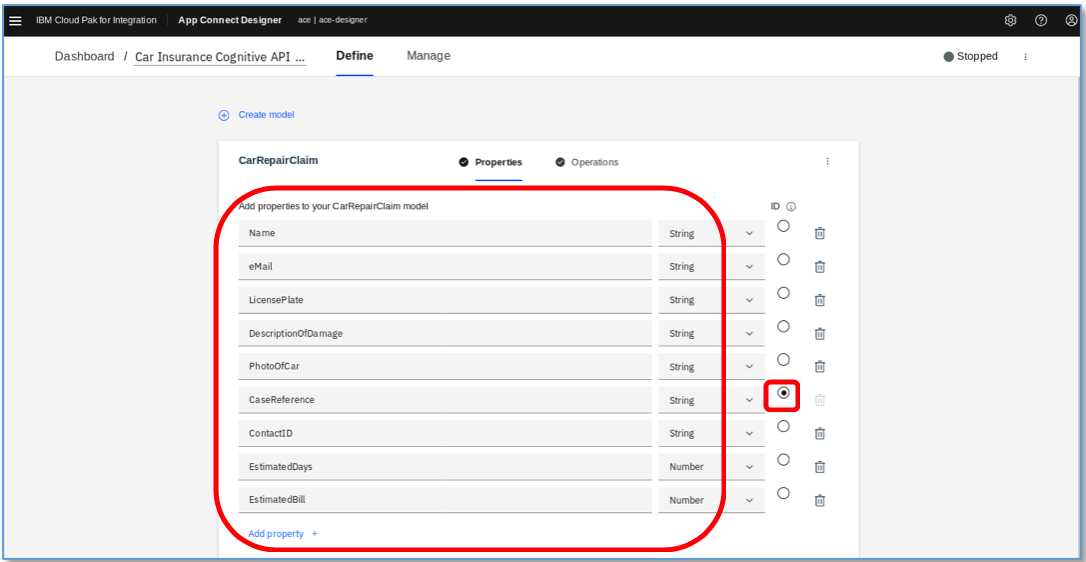 IBM Cloud Pak for Integration App Connect Designer ace | ace-designer
Dashboard / Car Insurance Cognitive API ... Define Manage Stopped
Create model
CarRepairClaim Properties Operations
Add properties to your CarRepairClaim model ID
Name String
eMail String
LicensePlate String
DescriptionOfDamage String
PhotoOfCar String
CaseReference String
ContactID String
EstimatedDays Number
EstimatedBill Number
Add property +